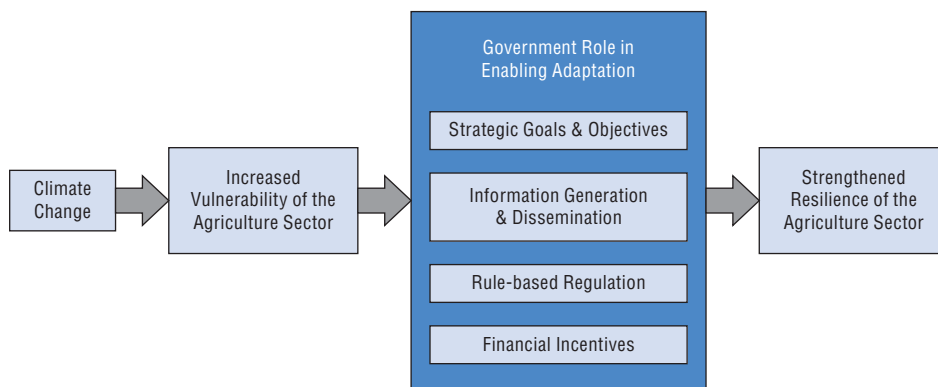 Climate
Change
Increased
Vulnerability of the
Agriculture Sector
Government Role in
Enabling Adaptation
Strategic Goals & Objectives
Information Generation
& Dissemination
Rule-based Regulation
Financial Incentives
Strengthened
Resilience of the
Agriculture Sector